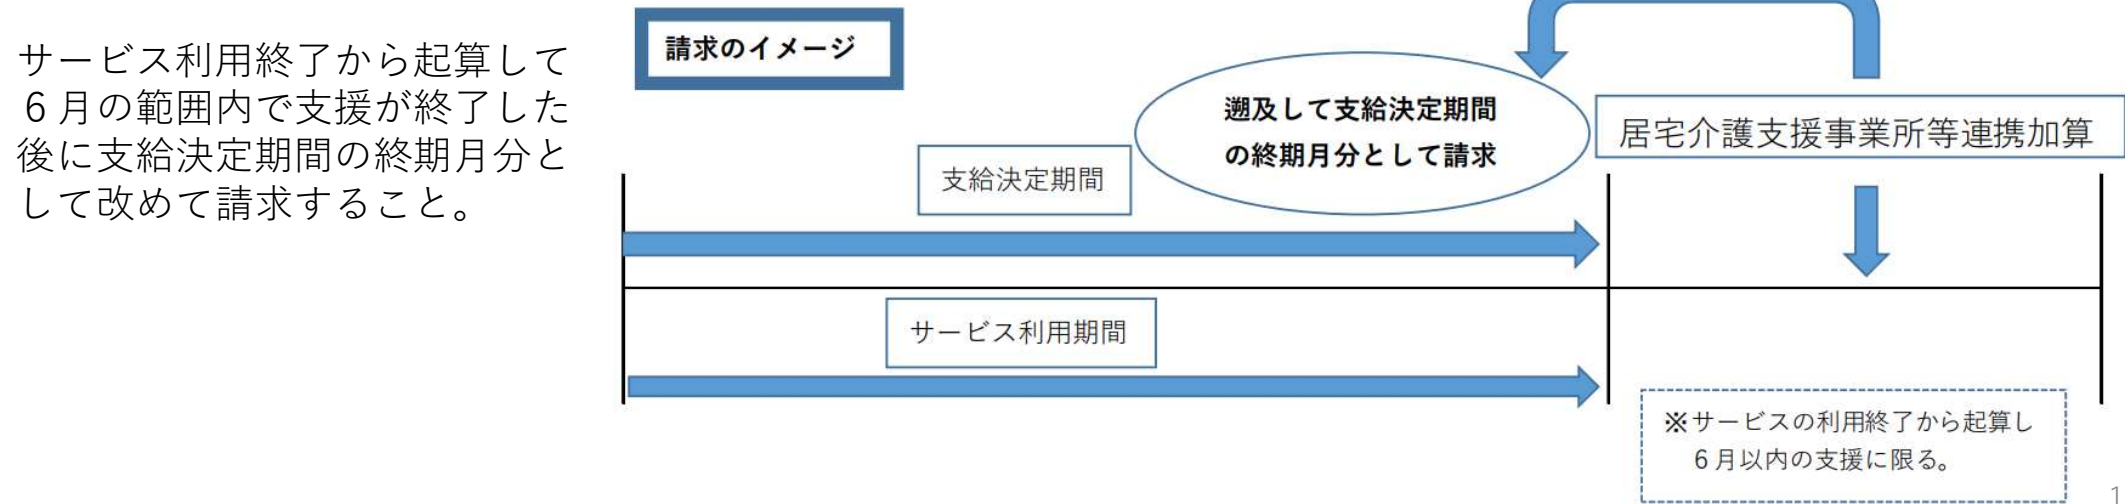 サービス利用終了から起算して
６月の範囲内で支援が終了した
後に支給決定期間の終期月分と
して改めて請求すること。
請求のイメージ
遡及して支給決定期間
の終期月分として請求
居宅介護支援事業所等連携加算
支給決定期間
サービス利用期間
※サービスの利用終了から起算し
６月以内の支援に限る。